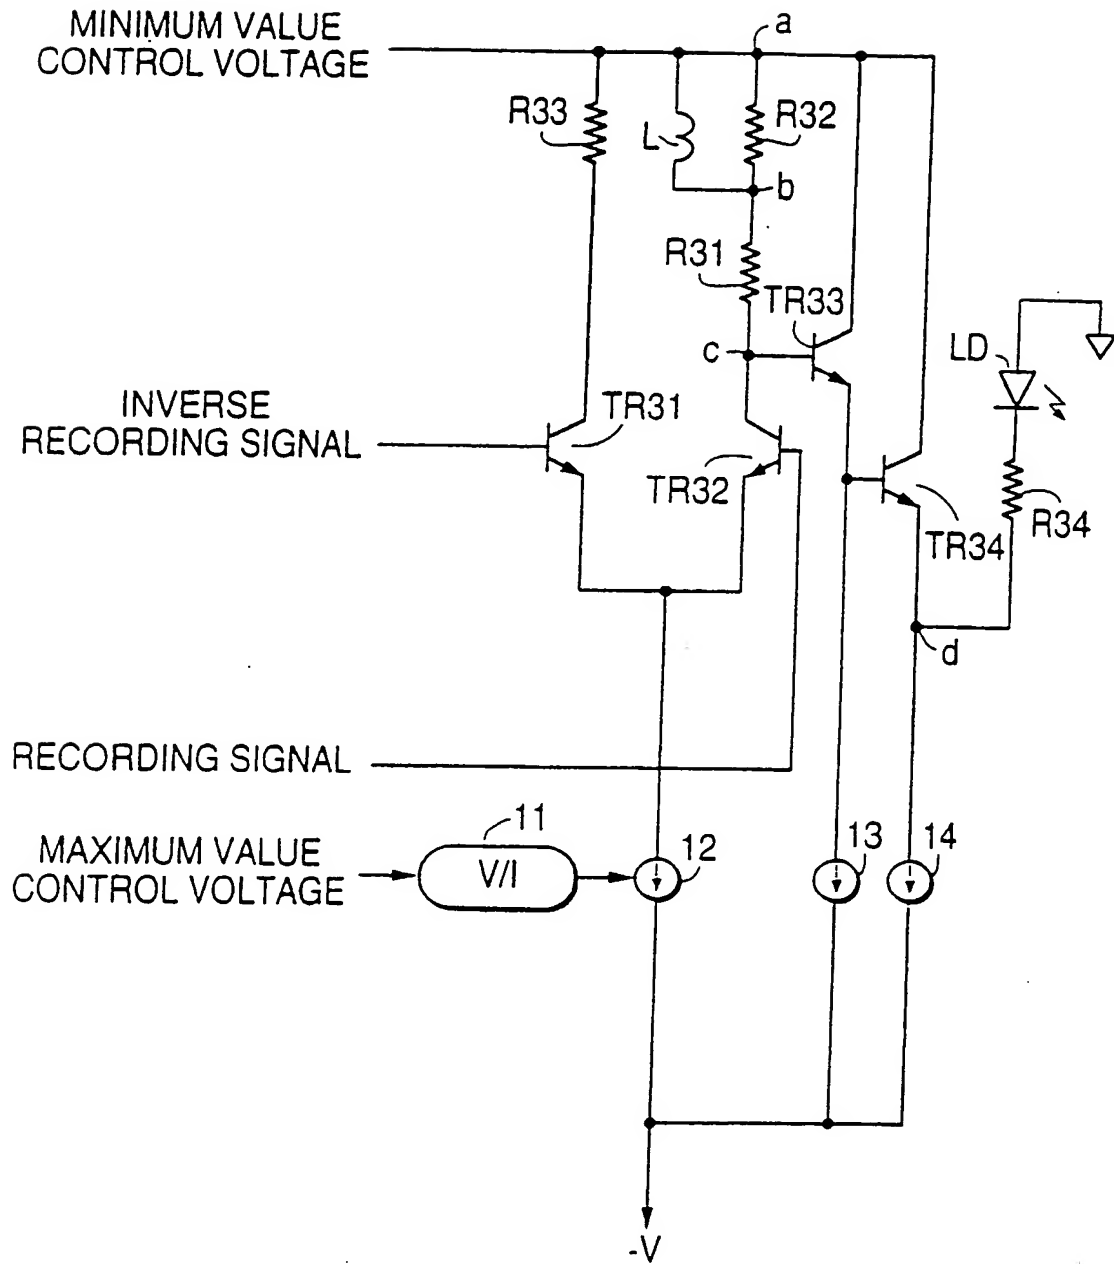 MINIMUM VALUE
CONTROL VOLTAGE
a
R33
L
R32
b
R31
TR33
c
LD
INVERSE
RECORDING SIGNAL
TR31
TR32
R34
TR34
d
RECORDING SIGNAL
11
MAXIMUM VALUE
CONTROL VOLTAGE
V/I
12
13
14
-V